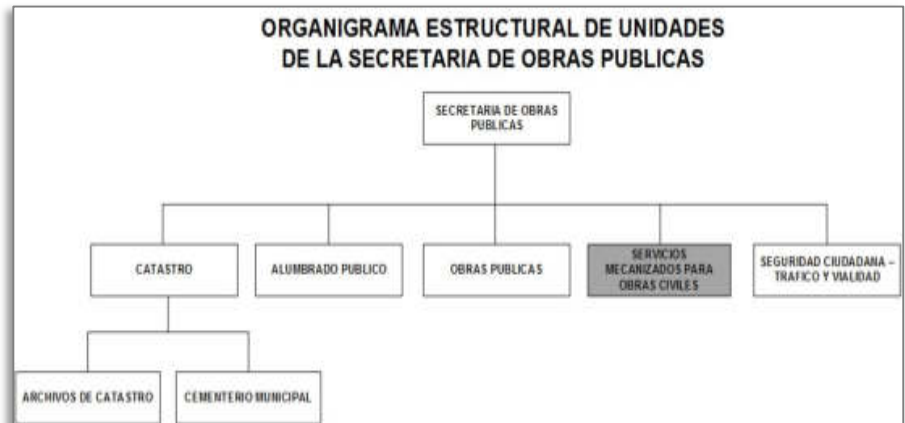 ORGANIGRAMA ESTRUCTURAL DE UNIDADES
DE LA SECRETARIA DE OBRAS PUBLICAS
SECRETARIA DE OBRAS
PUBLICAS
CATASTRO
ALUMBRADO PUBLICO
OBRAS PUBLICAS
SERVICIOS
MECANIZADOS PARA
OBRAS CIVILES
SEGURIDAD CIUDADANA –
TRAFICO Y VIALIDAD
ARCHIVOS DE CATASTRO
CEMENTERIO MUNICIPAL